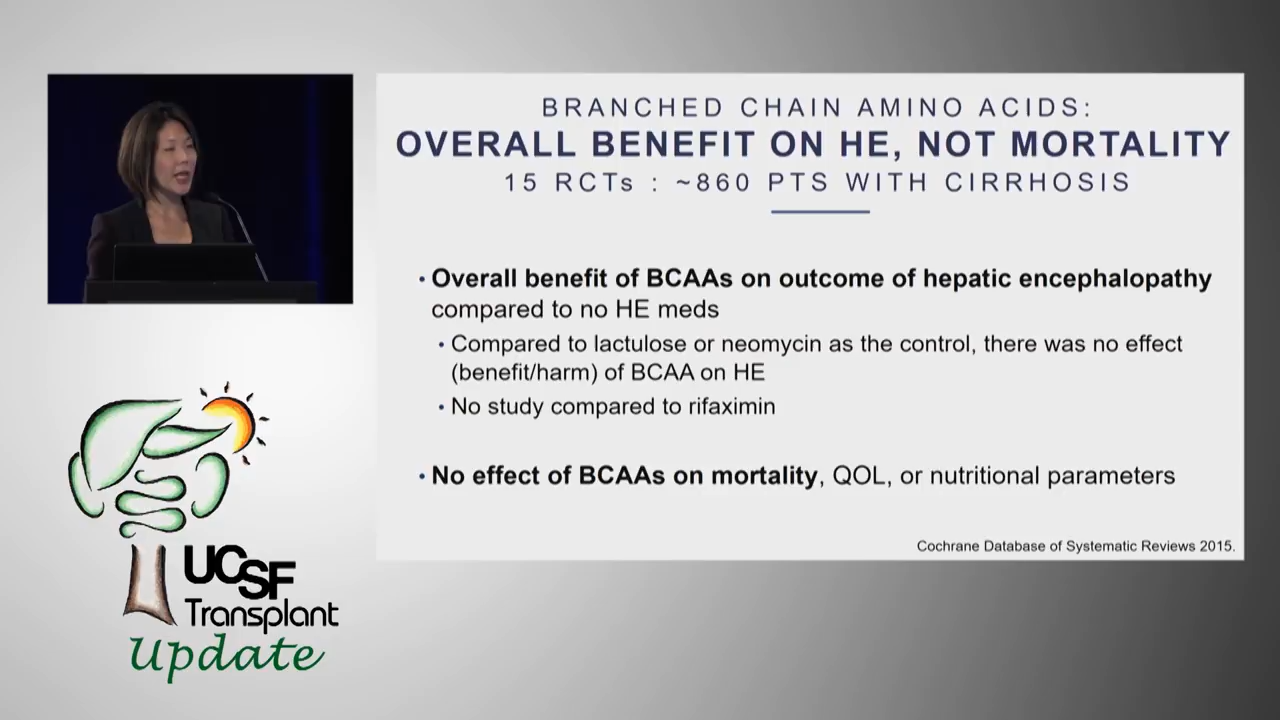 BRANCHED CHAIN AMINO ACIDS:
OVERALL BENEFIT ON HE, NOT MORTALITY
15 RCTs : ~860 PTS WITH CIRRHOSIS
• Overall benefit of BCAAs on outcome of hepatic encephalopathy
compared to no HE meds
• Compared to lactulose or neomycin as the control, there was no effect
(benefit/harm) of BCAA on HE
• No study compared to rifaximin
• No effect of BCAAs on mortality, QOL, or nutritional parameters
Cochrane Database of Systematic Reviews 2015.
UCSF
Transplant
Update